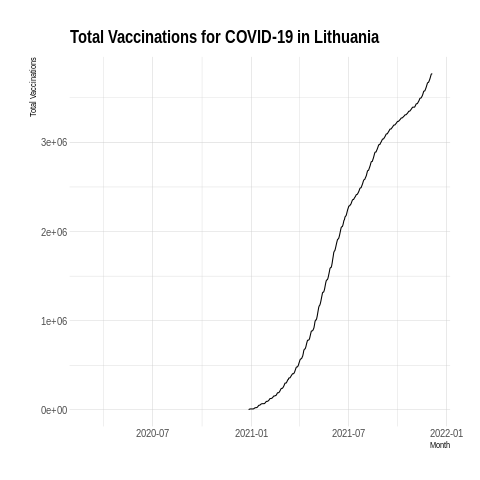 Total Vaccinations for COVID-19 in Lithuania
Total Vaccinations
3e+06
2e+06
1e+06
0e+00
2020-07
2021-01
2021-07
2022-01
Month